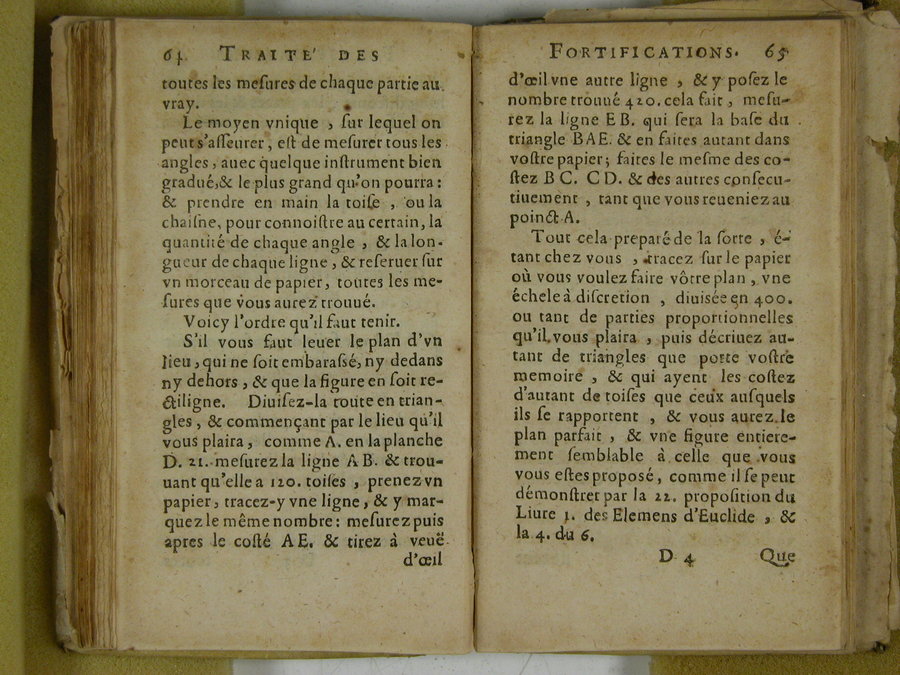 64 TRAITÉ DES
toutes les meſures de chaque partie au
vray.
Le moyen vnique , ſur lequel on
peut s'aſſeurer , eſt de meſurer tous les
angles , auec quelque inſtrument bien
gradué,& le plus grand qu'on pourra :
& prendre en main la toiſe , ou la
chaiſne, pour connoiſtre au certain, la
quantité de chaque angle , & la lon-
gueur de chaque ligne , & reſeruer ſur
vn morceau de papier, toutes les me-
ſures que vous aurez trouué.
Voicy l'ordre qu'il faut tenir.
S'il vous faut leuer le plan d'vn
lieu , qui ne ſoit embaraſſé, ny dedans
ny dehors , & que la figure en ſoit re-
ctiligne. Diuiſez-la toute en trian-
gles , & commençant par le lieu qu'il
vous plaira , comme A. en la planche
D. 21. meſurez la ligne A B. & trou-
uant qu'elle a 120. toiſes , prenez vn
papier, tracez-y vne ligne , & y mar-
quez le même nombre : meſurez puis
apres le coſté A E. & tirez à veuë
d'œil
FORTIFICATIONS. 65
d'œil vne autre ligne , & y poſez le
nombre trouué 420. cela fait , meſu-
rez la ligne E B. qui ſera la baſe du
triangle B A E. & en faites autant dans
voſtre papier ; faites le meſme des co-
ſtez B C. C D. & des autres conſecu-
tiuement , tant que vous reueniez au
poinct A.
Tout cela preparé de la ſorte , é-
tant chez vous , tracez ſur le papier
où vous voulez faire vôtre plan , vne
échele à diſcretion , diuisée en 400.
ou tant de parties proportionnelles
qu'il vous plaira , puis décriuez au-
tant de triangles que porte voſtre
memoire , & qui ayent les coſtez
d'autant de toiſes que ceux auſquels
ils ſe rapportent , & vous aurez le
plan parfait , & vne figure entiere-
ment ſemblable à celle que vous
vous eſtes proposé , comme il ſe peut
démonſtrer par la 22. propoſition du
Liure 1. des Elemens d'Euclide , &
la 4. du 6.
D 4 Que